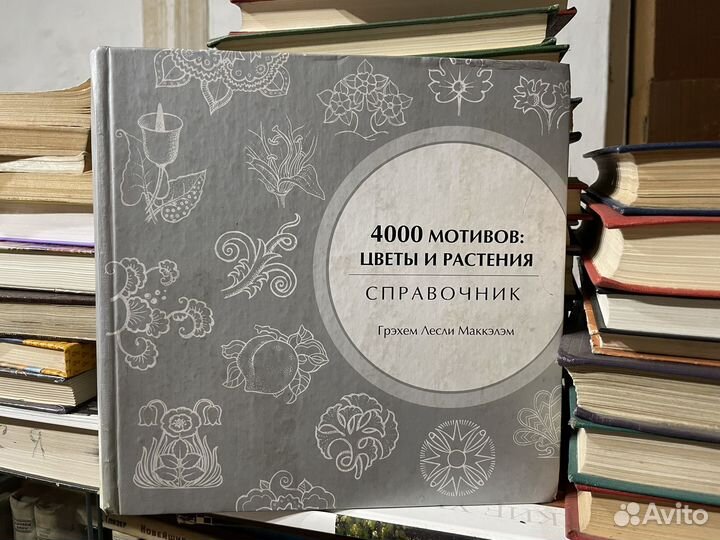 4000 МОТИВОВ:
ЦВЕТЫ И РАСТЕНИЯ
СПРАВОЧНИК
Грэхем Лесли Маккэлэм
Avito